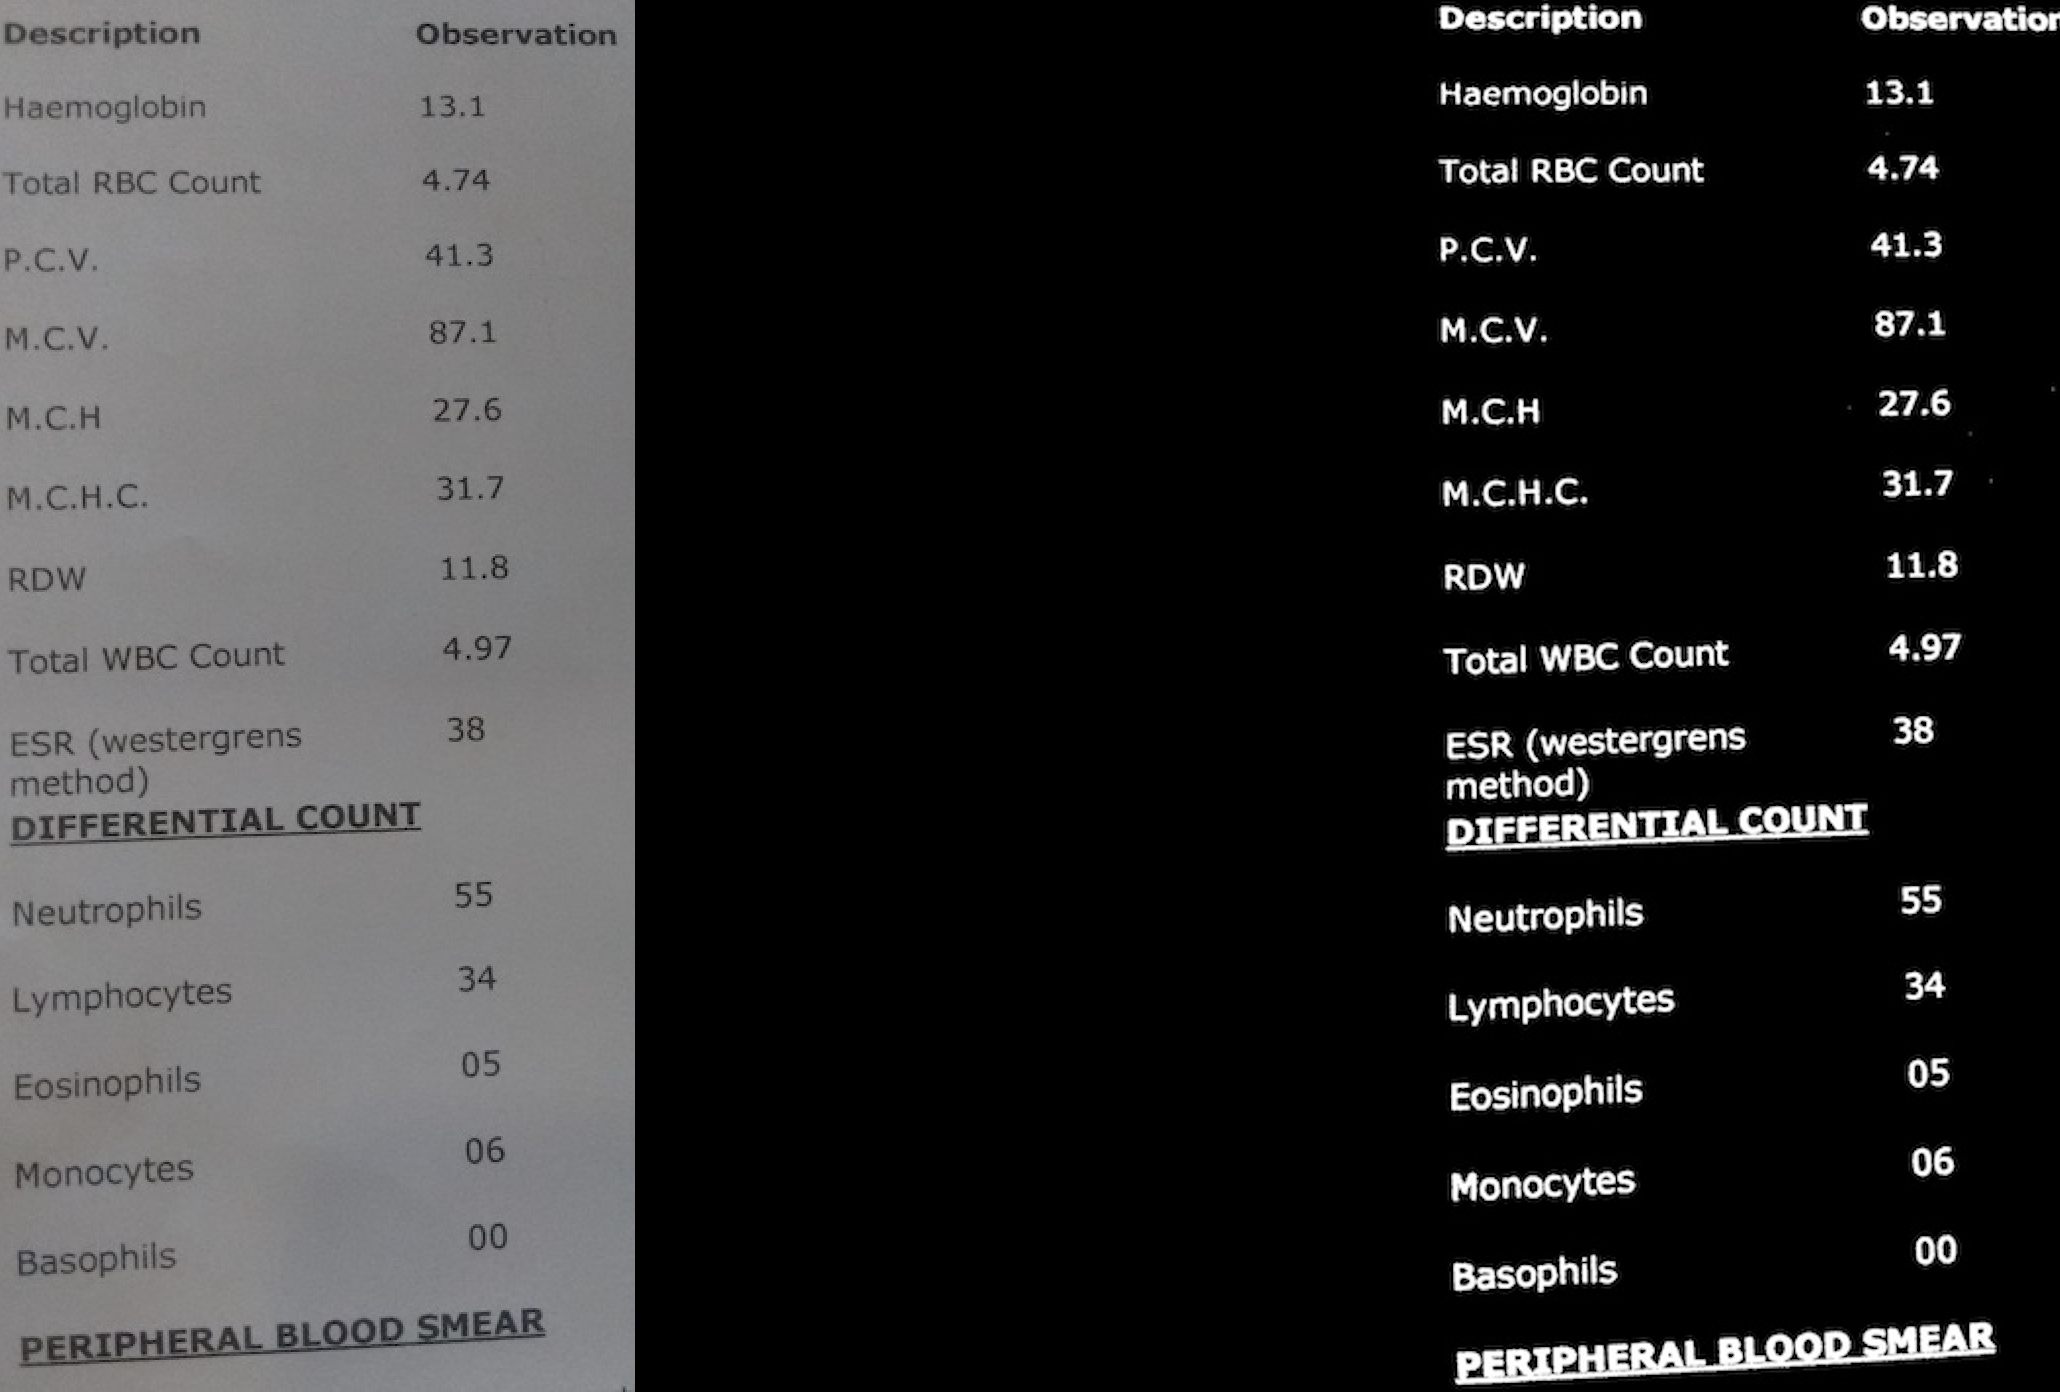 Description Observation
Haemoglobin 13.1
Total RBC Count 4.74
P.C.V. 41.3
M.C.V. 87.1
M.C.H 27.6
M.C.H.C. 31.7
RDW 11.8
Total WBC Count 4.97
ESR (westergrens 38
method)
DIFFERENTIAL COUNT
Neutrophils 55
Lymphocytes 34
Eosinophils 05
Monocytes 06
Basophils 00
PERIPHERAL BLOOD SMEAR
Description Observation
Haemoglobin 13.1
Total RBC Count 4.74
P.C.V. 41.3
M.C.V. 87.1
M.C.H 27.6
M.C.H.C. 31.7
RDW 11.8
Total WBC Count 4.97
ESR (westergrens 38
method)
DIFFERENTIAL COUNT
Neutrophils 55
Lymphocytes 34
Eosinophils 05
Monocytes 06
Basophils 00
PERIPHERAL BLOOD SMEAR